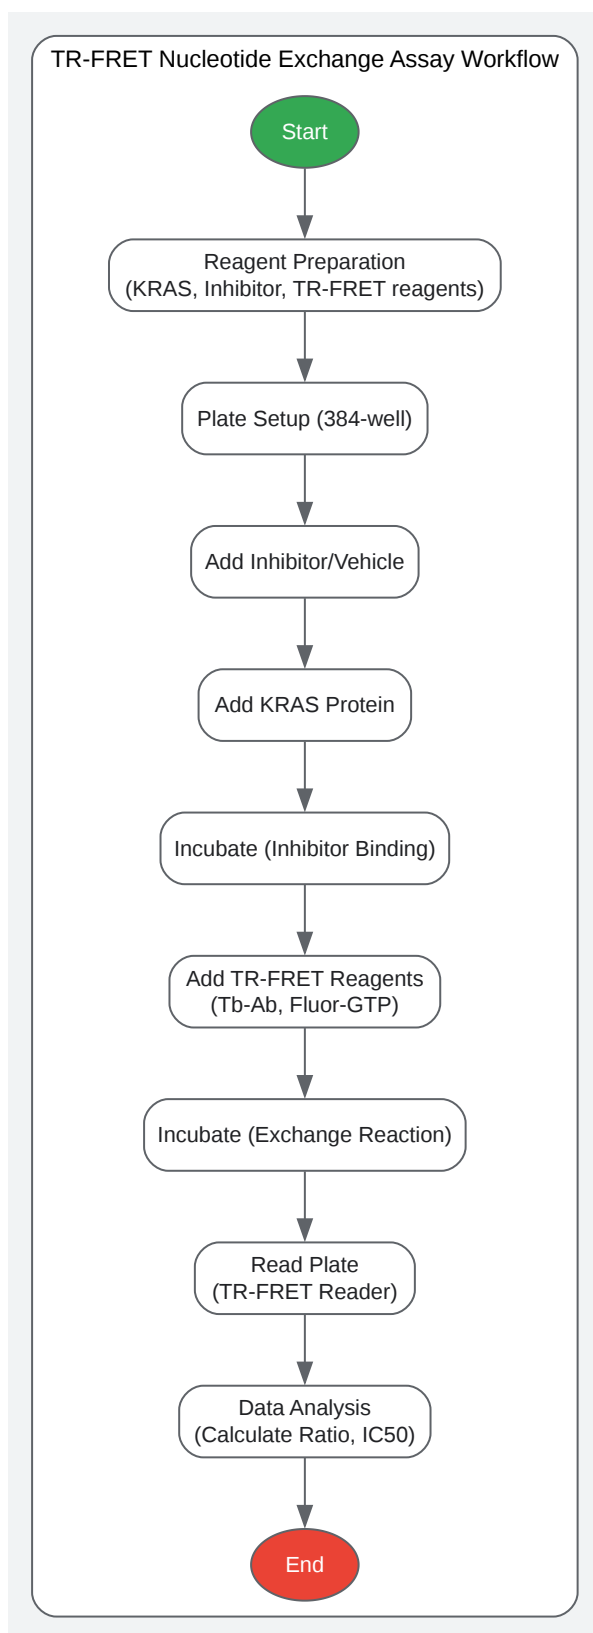 TR-FRET Nucleotide Exchange Assay Workflow
Start
Reagent Preparation
(KRAS, Inhibitor, TR-FRET reagents)
Plate Setup (384-well)
Add Inhibitor/Vehicle
Add KRAS Protein
Incubate (Inhibitor Binding)
Add TR-FRET Reagents
(Tb-Ab, Fluor-GTP)
Incubate (Exchange Reaction)
Read Plate
(TR-FRET Reader)
Data Analysis
(Calculate Ratio, IC50)
End